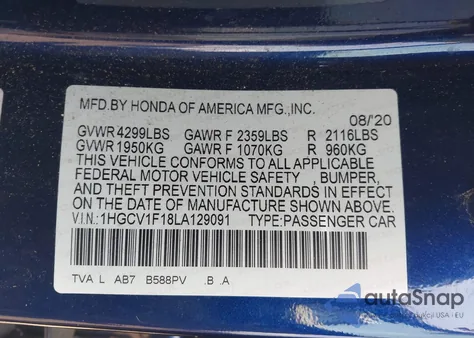 MFD.BY HONDA OF AMERICA MFG.,INC.
08/'20
GVWR 4299LBS GAWR F 2359LBS R 2116LBS
GVWR 1950KG GAWR F 1070KG R 960KG
THIS VEHICLE CONFORMS TO ALL APPLICABLE
FEDERAL MOTOR VEHICLE SAFETY , BUMPER,
AND THEFT PREVENTION STANDARDS IN EFFECT
ON THE DATE OF MANUFACTURE SHOWN ABOVE.
V.I.N.:1HGCV1F18LA129091 TYPE:PASSENGER CAR
TVA L AB7 B588PV .B .A
autoSnap
USA - EU